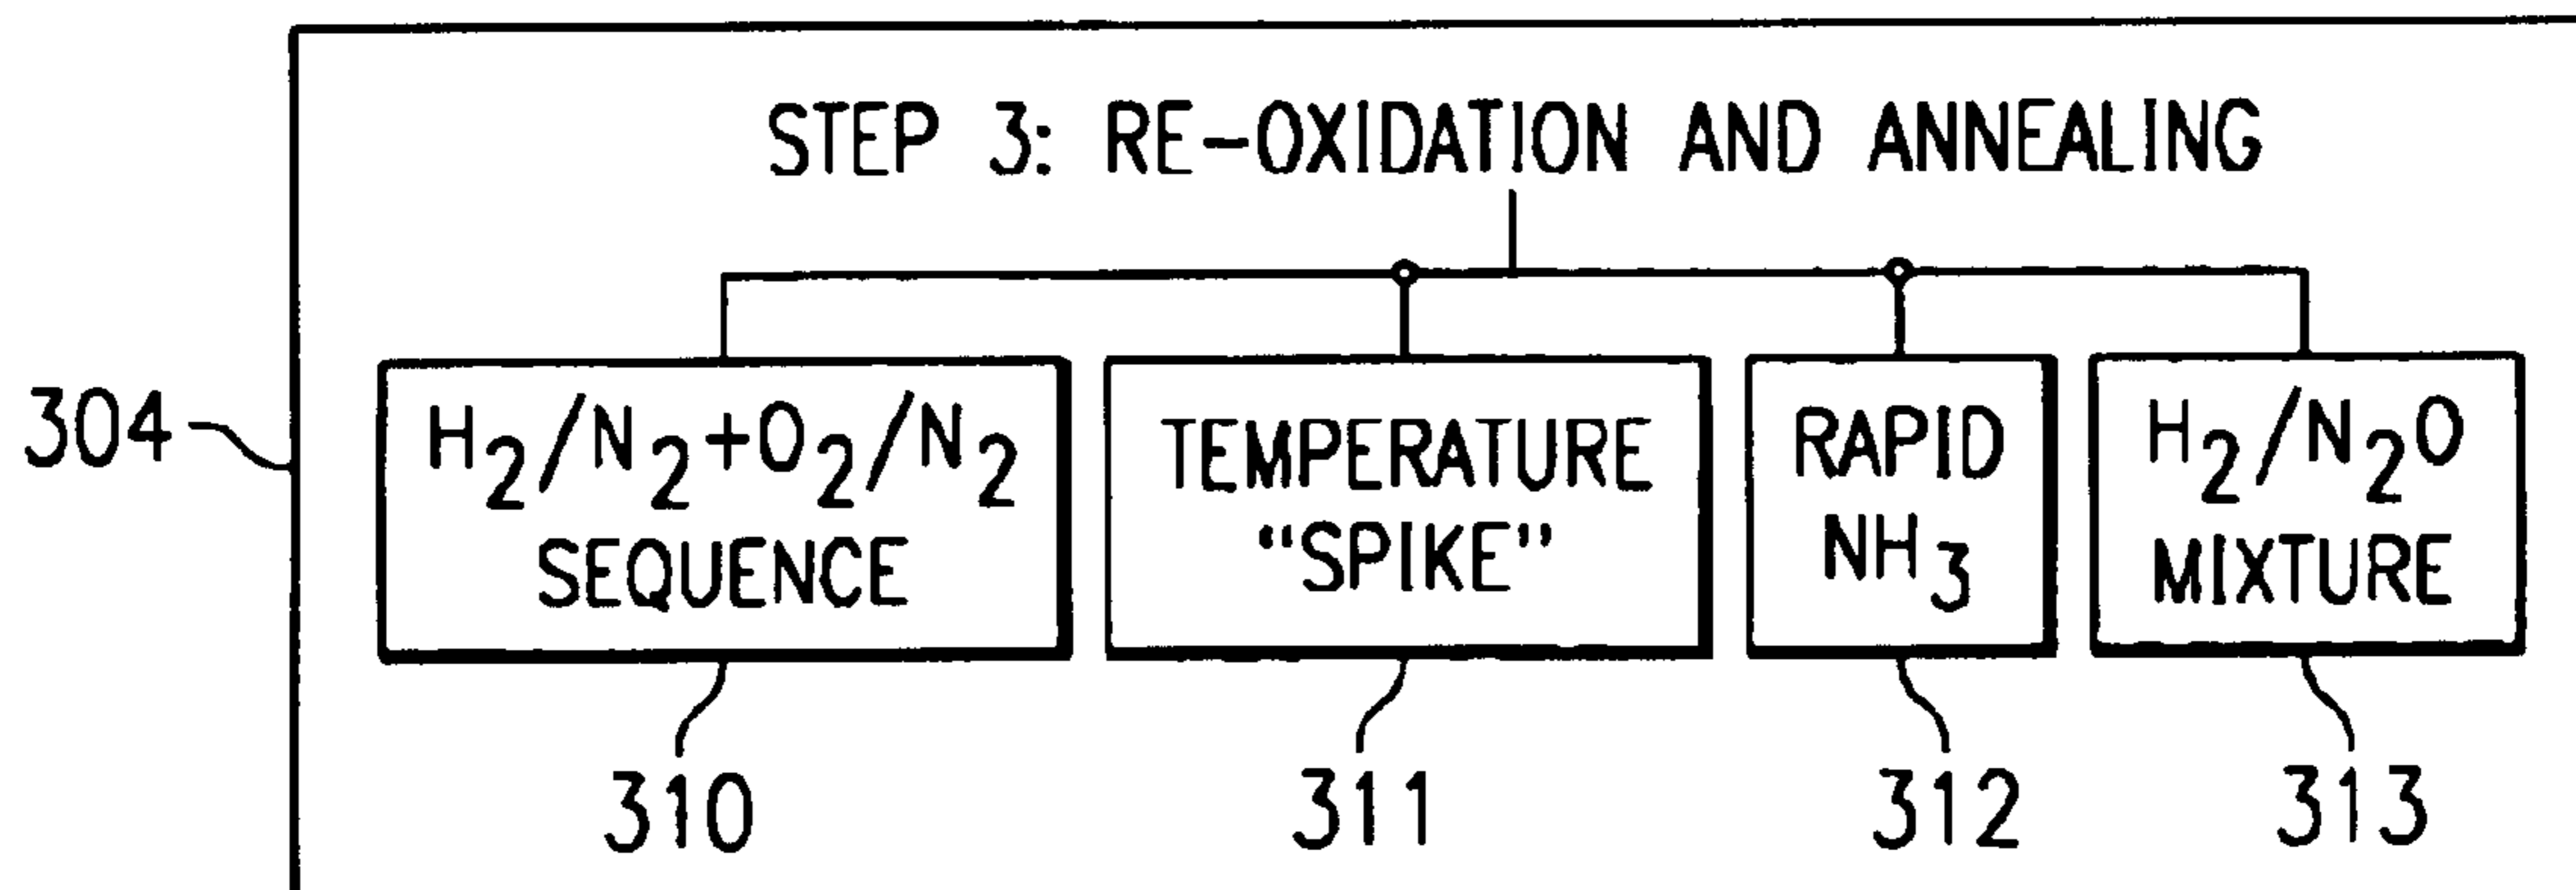 STEP 3: RE-OXIDATION AND ANNEALING
304
H₂/N₂+O₂/N₂
SEQUENCE
TEMPERATURE
“SPIKE”
RAPID
NH₃
H₂/N₂O
MIXTURE
310
311
312
313